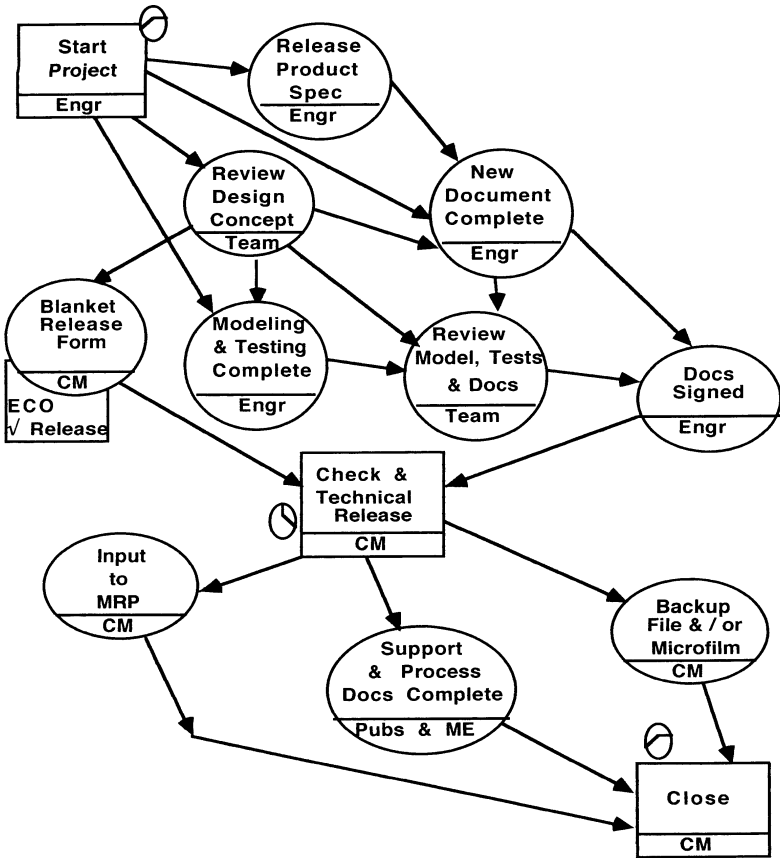 Start
Project
Engr
Release
Product
Spec
Engr
Review
Design
Concept
Team
New
Document
Complete
Engr
Blanket
Release
Form
CM
ECO
√ Release
Modeling
& Testing
Complete
Engr
Review
Model, Tests
& Docs
Team
Docs
Signed
Engr
Check &
Technical
Release
CM
Input
to
MRP
CM
Support
& Process
Docs Complete
Pubs & ME
Backup
File & / or
Microfilm
CM
Close
CM